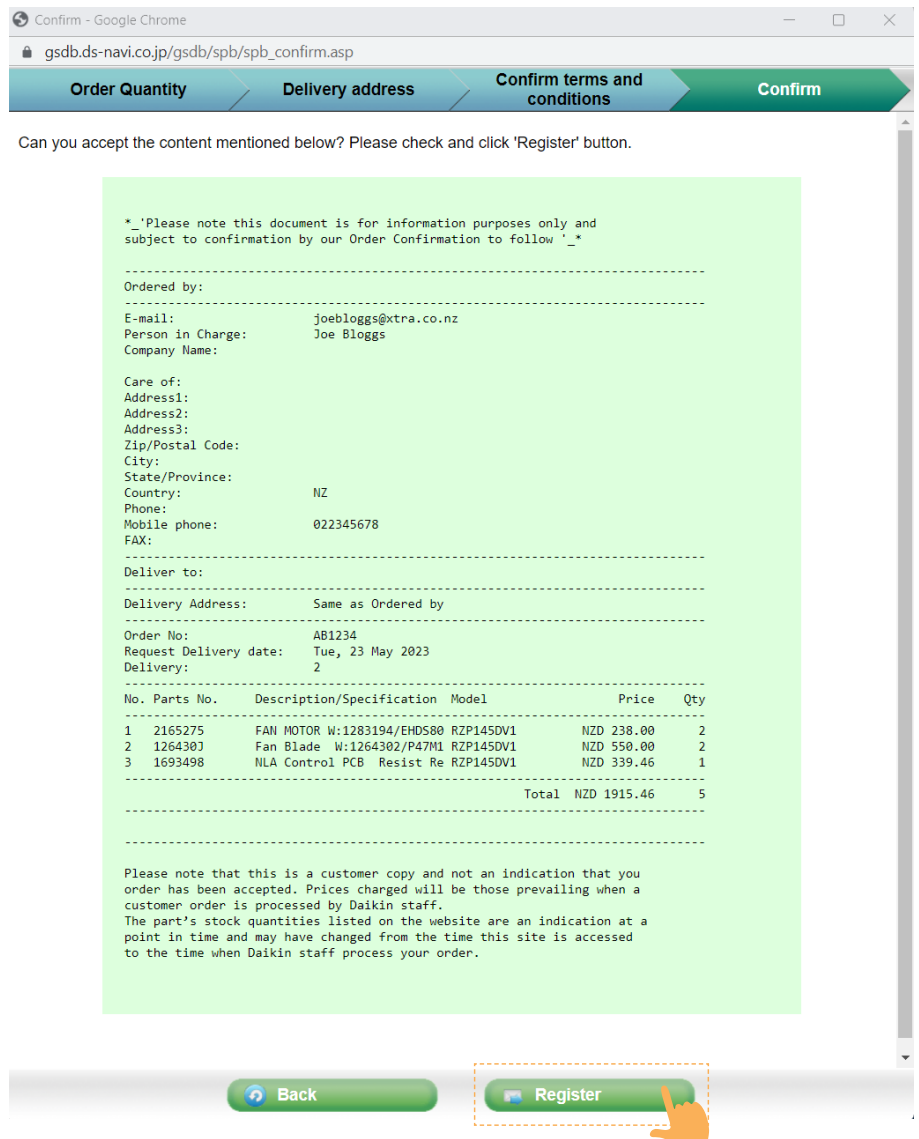 Confirm - Google Chrome
gsdb.ds-navi.co.jp/gsdb/spb/spb_confirm.asp
Order Quantity Delivery address Confirm terms and conditions Confirm
Can you accept the content mentioned below? Please check and click 'Register' button.
*_'Please note this document is for information purposes only and
subject to confirmation by our Order Confirmation to follow '_*
--------------------------------------------------------------------------------
Ordered by:
--------------------------------------------------------------------------------
E-mail: joebloggs@xtra.co.nz
Person in Charge: Joe Bloggs
Company Name:
Care of:
Address1:
Address2:
Address3:
Zip/Postal Code:
City:
State/Province:
Country: NZ
Phone:
Mobile phone: 022345678
FAX:
--------------------------------------------------------------------------------
Deliver to:
--------------------------------------------------------------------------------
Delivery Address: Same as Ordered by
--------------------------------------------------------------------------------
Order No: AB1234
Request Delivery date: Tue, 23 May 2023
Delivery: 2
--------------------------------------------------------------------------------
No. Parts No. Description/Specification Model Price Qty
--------------------------------------------------------------------------------
1 2165275 FAN MOTOR W:1283194/EHDS80 RZP145DV1 NZD 238.00 2
2 126430J Fan Blade W:1264302/P47M1 RZP145DV1 NZD 550.00 2
3 1693498 NLA Control PCB Resist Re RZP145DV1 NZD 339.46 1
--------------------------------------------------------------------------------
Total NZD 1915.46 5
--------------------------------------------------------------------------------
--------------------------------------------------------------------------------
Please note that this is a customer copy and not an indication that you
order has been accepted. Prices charged will be those prevailing when a
customer order is processed by Daikin staff.
The part’s stock quantities listed on the website are an indication at a
point in time and may have changed from the time this site is accessed
to the time when Daikin staff process your order.
Back Register